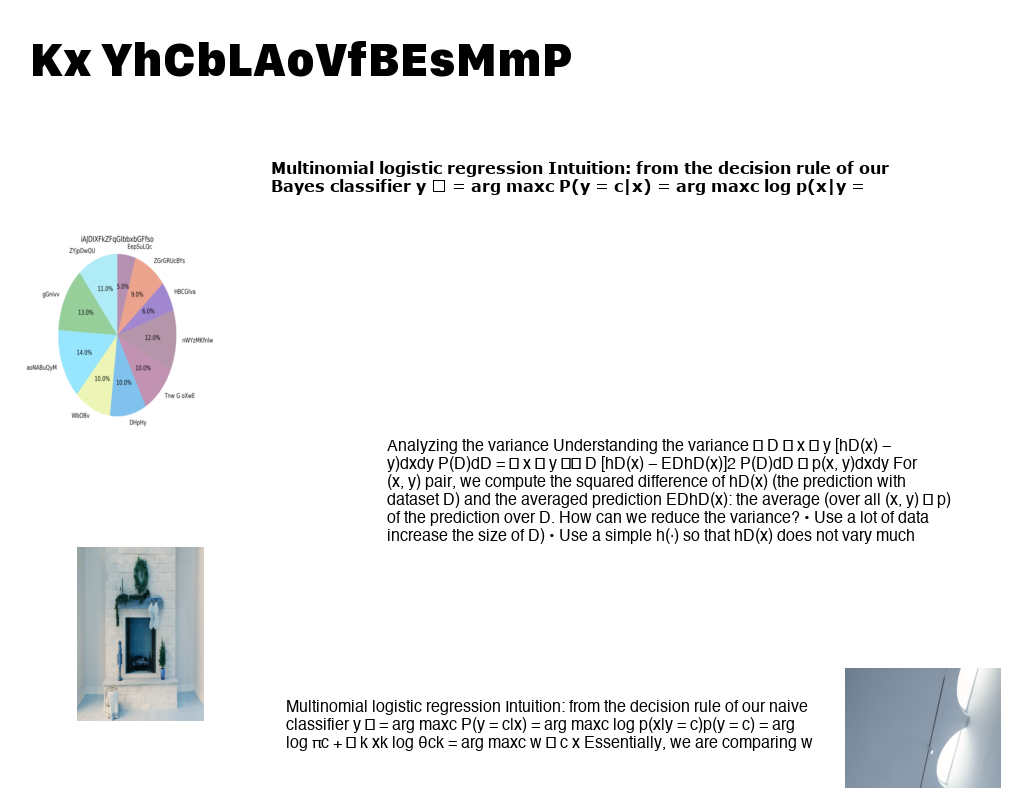 Kx YhCbLAoVfBEsMmP
Multinomial logistic regression Intuition: from the decision rule of our
Bayes classifier y □ = arg maxc P(y = c|x) = arg maxc log p(x|y =
iAJDIXFkZFqGIbbxbGFfso
EepSuLQc
ZYjpDwQU
ZGrGRUcBYs
HBCGiva
gGnivv
nWYzMKfniw
aoNABuQyM
Tnw G oXwE
WbOBv
DHpHy
5.0%
11.0%
9.0%
6.0%
13.0%
12.0%
14.0%
10.0%
10.0%
10.0%
Analyzing the variance Understanding the variance □ D □ x □ y [hD(x) −
y)dxdy P(D)dD = □ x □ y □□ D [hD(x) − EDhD(x)]2 P(D)dD □ p(x, y)dxdy For
(x, y) pair, we compute the squared difference of hD(x) (the prediction with
dataset D) and the averaged prediction EDhD(x): the average (over all (x, y) □ p)
of the prediction over D. How can we reduce the variance? • Use a lot of data
increase the size of D) • Use a simple h(·) so that hD(x) does not vary much
Multinomial logistic regression Intuition: from the decision rule of our naive
classifier y □ = arg maxc P(y = c|x) = arg maxc log p(x|y = c)p(y = c) = arg
log πc + □ k xk log θck = arg maxc w □ c x Essentially, we are comparing w